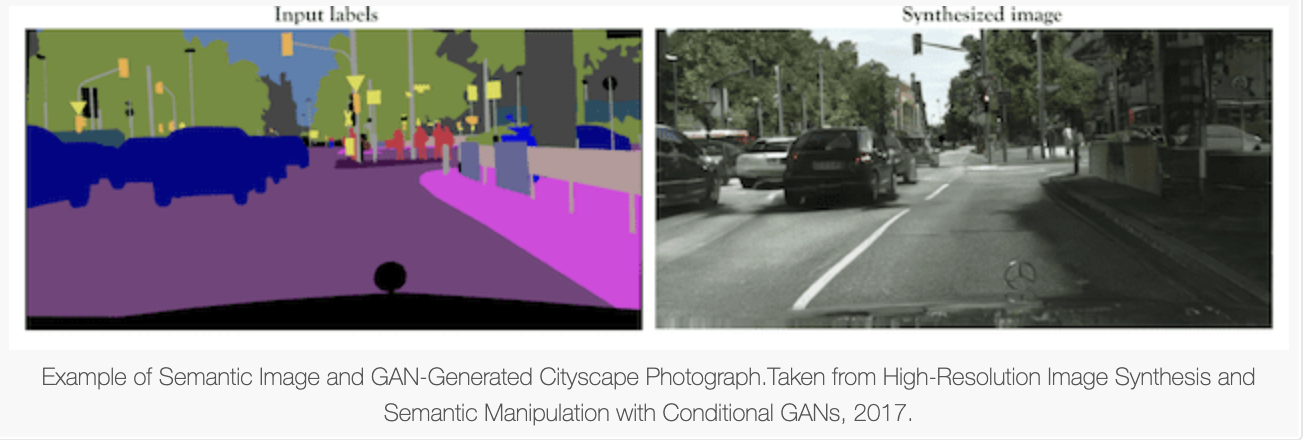 Input labels
Synthesized image
Example of Semantic Image and GAN-Generated Cityscape Photograph.Taken from High-Resolution Image Synthesis and
Semantic Manipulation with Conditional GANs, 2017.